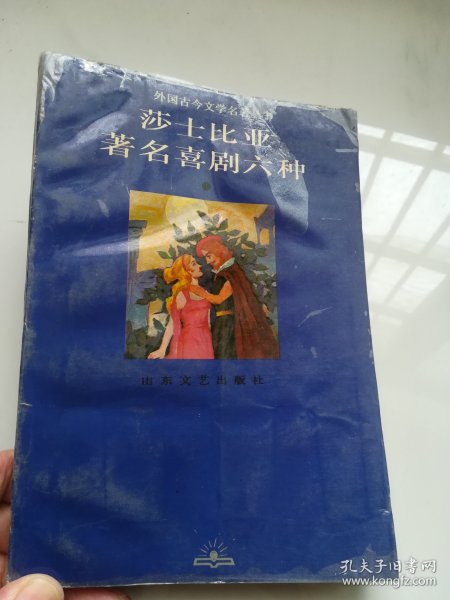 外国古今文学名著丛书
莎士比亚
著名喜剧六种
山东文艺出版社
孔夫子旧书网
www.kongfz.com